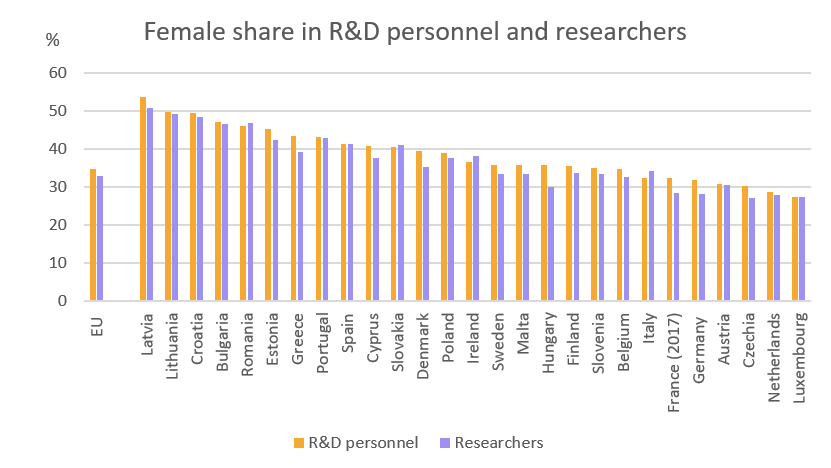 Female share in R&D personnel and researchers
%
60
50
40
30
20
10
0
EU
Latvia
Lithuania
Croatia
Bulgaria
Romania
Estonia
Greece
Portugal
Spain
Cyprus
Slovakia
Denmark
Poland
Ireland
Sweden
Malta
Hungary
Finland
Slovenia
Belgium
Italy
France (2017)
Germany
Austria
Czechia
Netherlands
Luxembourg
R&D personnel
Researchers